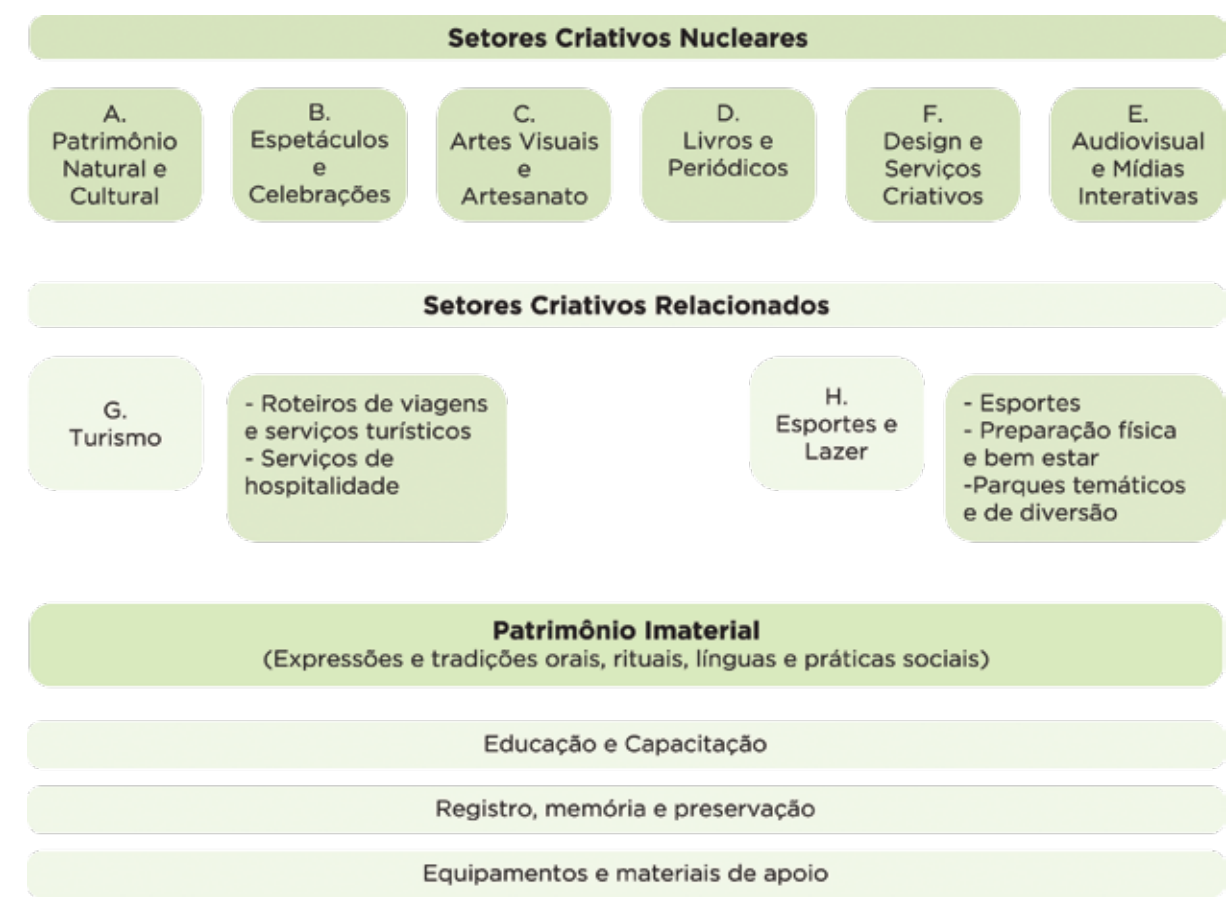 Setores Criativos Nucleares
A.
Patrimônio
Natural e
Cultural
B.
Espetáculos
e
Celebrações
C.
Artes Visuais
e
Artesanato
D.
Livros e
Periódicos
F.
Design e
Serviços
Criativos
E.
Audiovisual
e Mídias
Interativas
Setores Criativos Relacionados
G.
Turismo
- Roteiros de viagens
e serviços turísticos
- Serviços de
hospitalidade
H.
Esportes e
Lazer
- Esportes
- Preparação física
e bem estar
-Parques temáticos
e de diversão
Patrimônio Imaterial
(Expressões e tradições orais, rituais, línguas e práticas sociais)
Educação e Capacitação
Registro, memória e preservação
Equipamentos e materiais de apoio